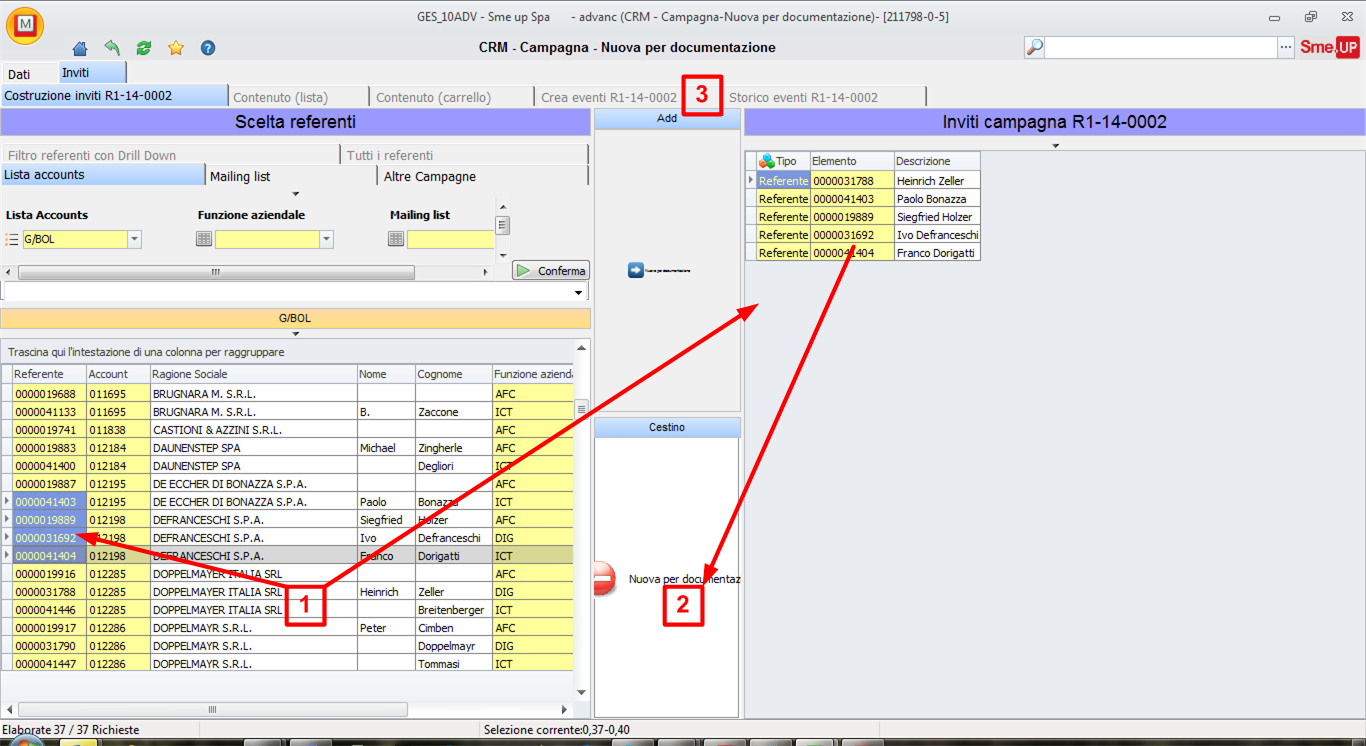 GES_10ADV - Sme up Spa - advanc (CRM - Campagna-Nuova per documentazione)- [211798-0-5]
M
CRM - Campagna - Nuova per documentazione
Sme.UP
Dati Inviti
Costruzione inviti R1-14-0002 Contenuto (lista) Contenuto (carrello) Crea eventi R1-14-0002 3 Storico eventi R1-14-0002
Scelta referenti
Add
Inviti campagna R1-14-0002
Filtro referenti con Drill Down Tutti i referenti
Lista accounts Mailing list Altre Campagne
Lista Accounts Funzione aziendale Mailing list
G/BOL
Conferma
G/BOL
Trascina qui l'intestazione di una colonna per raggruppare
Referente Account Ragione Sociale Nome Cognome Funzione azienda
0000019688 011695 BRUGNARA M. S.R.L. AFC
0000041133 011695 BRUGNARA M. S.R.L. B. Zaccone ICT
0000019741 011838 CASTIONI & AZZINI S.R.L. AFC
0000019883 012184 DAUNENSTEP SPA Michael Zingherle AFC
0000041400 012184 DAUNENSTEP SPA Degliori ICT
0000019887 012195 DE ECCHER DI BONAZZA S.P.A. AFC
0000041403 012195 DE ECCHER DI BONAZZA S.P.A. Paolo Bonazza ICT
0000019889 012198 DEFRANCESCHI S.P.A. Siegfried Holzer AFC
0000031692 012198 DEFRANCESCHI S.P.A. Ivo Defranceschi DIG
0000041404 012198 DEFRANCESCHI S.P.A. Franco Dorigatti ICT
0000019916 012285 DOPPELMAYER ITALIA SRL AFC
0000031788 012285 DOPPELMAYER ITALIA SRL Heinrich Zeller DIG
0000041446 012285 DOPPELMAYER ITALIA SRL Breitenberger ICT
0000019917 012286 DOPPELMAYR S.R.L. Peter Cimben AFC
0000031790 012286 DOPPELMAYR S.R.L. Doppelmayr DIG
0000041447 012286 DOPPELMAYR S.R.L. Tommasi ICT
1
Nuova per documentazione
Cestino
Nuova per documentaz
2
Tipo Elemento Descrizione
Referente 0000031788 Heinrich Zeller
Referente 0000041403 Paolo Bonazza
Referente 0000019889 Siegfried Holzer
Referente 0000031692 Ivo Defranceschi
Referente 0000041404 Franco Dorigatti
Elaborate 37 / 37 Richieste Selezione corrente:0,37-0,40